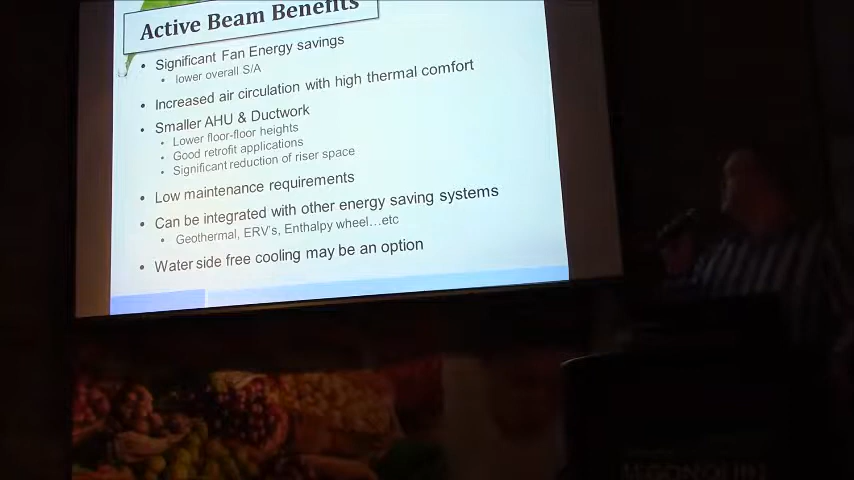 Active Beam Benefits
• Significant Fan Energy savings
• lower overall S/A
• Increased air circulation with high thermal comfort
• Smaller AHU & Ductwork
• Lower floor-floor heights
• Good retrofit applications
• Significant reduction of riser space
• Low maintenance requirements
• Can be integrated with other energy saving systems
• Geothermal, ERV's, Enthalpy wheel…etc
• Water side free cooling may be an option